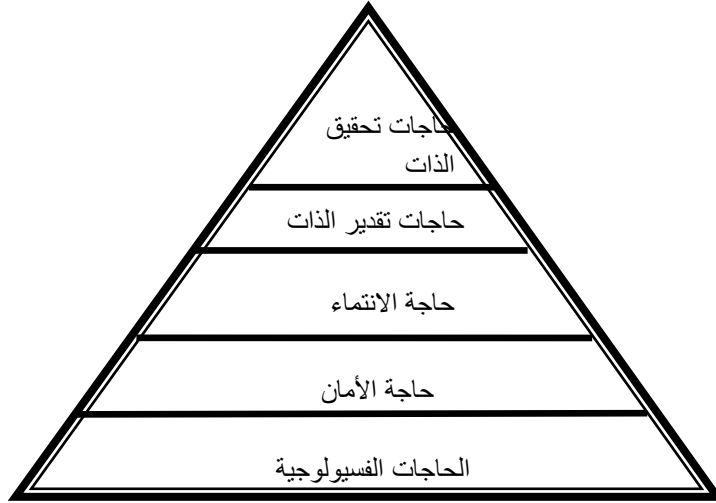 حاجات تحقيق
الذات
حاجات تقدير الذات
حاجة الانتماء
حاجة الأمان
الحاجات الفسيولوجية